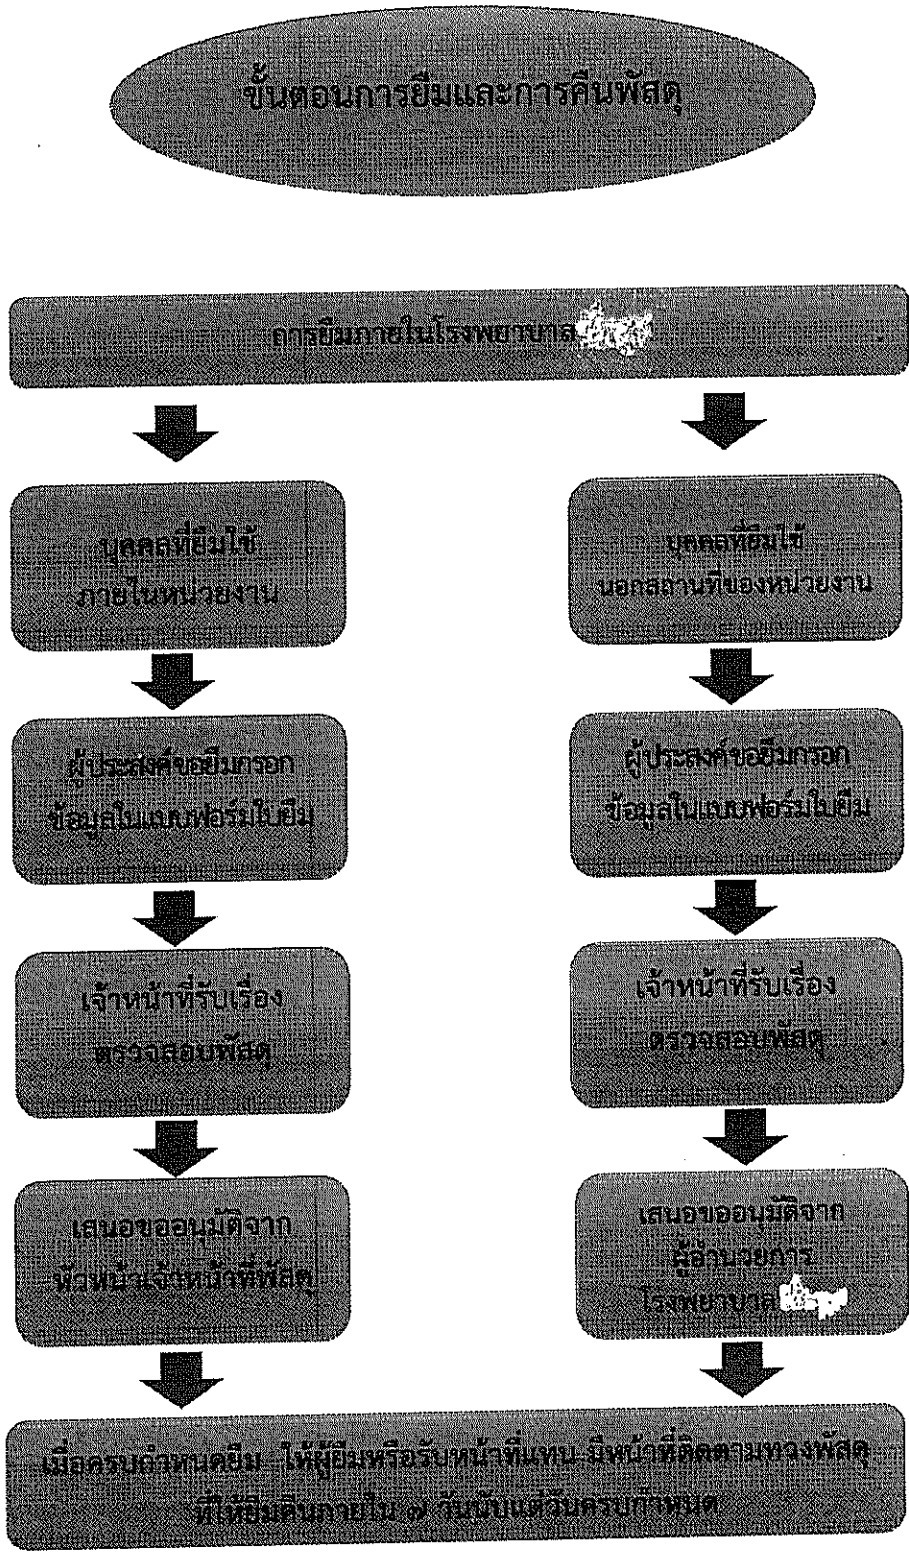 ขั้นตอนการยืมและการคืนพัสดุ
การยืมภายในโรงพยาบาล
บุคคลที่ยืมใช้
ภายในหน่วยงาน
ผู้ประสงค์ขอยืมกรอก
ข้อมูลในแบบฟอร์มใบยืม
เจ้าหน้าที่รับเรื่อง
ตรวจสอบพัสดุ
เสนอขออนุมัติจาก
หัวหน้าเจ้าหน้าที่พัสดุ
บุคคลที่ยืมใช้
นอกสถานที่ของหน่วยงาน
ผู้ประสงค์ขอยืมกรอก
ข้อมูลในแบบฟอร์มใบยืม
เจ้าหน้าที่รับเรื่อง
ตรวจสอบพัสดุ
เสนอขออนุมัติจาก
ผู้อำนวยการ
โรงพยาบาล
เมื่อครบกำหนดยืม ให้ผู้ยืมหรือรับหน้าที่แทน มีหน้าที่ติดตามทวงพัสดุ
ที่ให้ยืมคืนภายใน ๗ วันนับแต่วันครบกำหนด